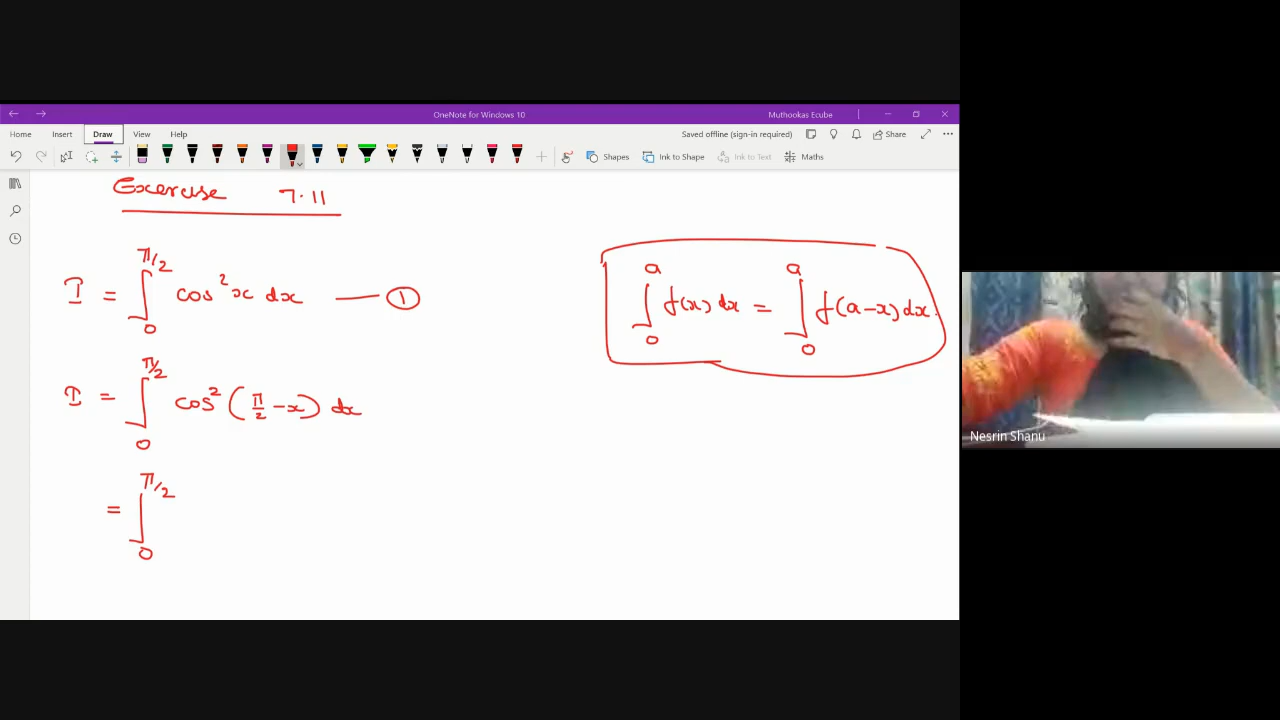 OneNote for Windows 10
Muthookas Ecube
Home Insert Draw View Help
Saved offline (sign-in required) Share
Shapes Ink to Shape Ink to Text Maths
Exercise 7.11
I = ∫₀^{π/2} cos²x dx —— ①
∫₀^a f(x) dx = ∫₀^a f(a-x) dx.
I = ∫₀^{π/2} cos² (π/2 - x) dx
= ∫₀^{π/2}
Nesrin Shanu